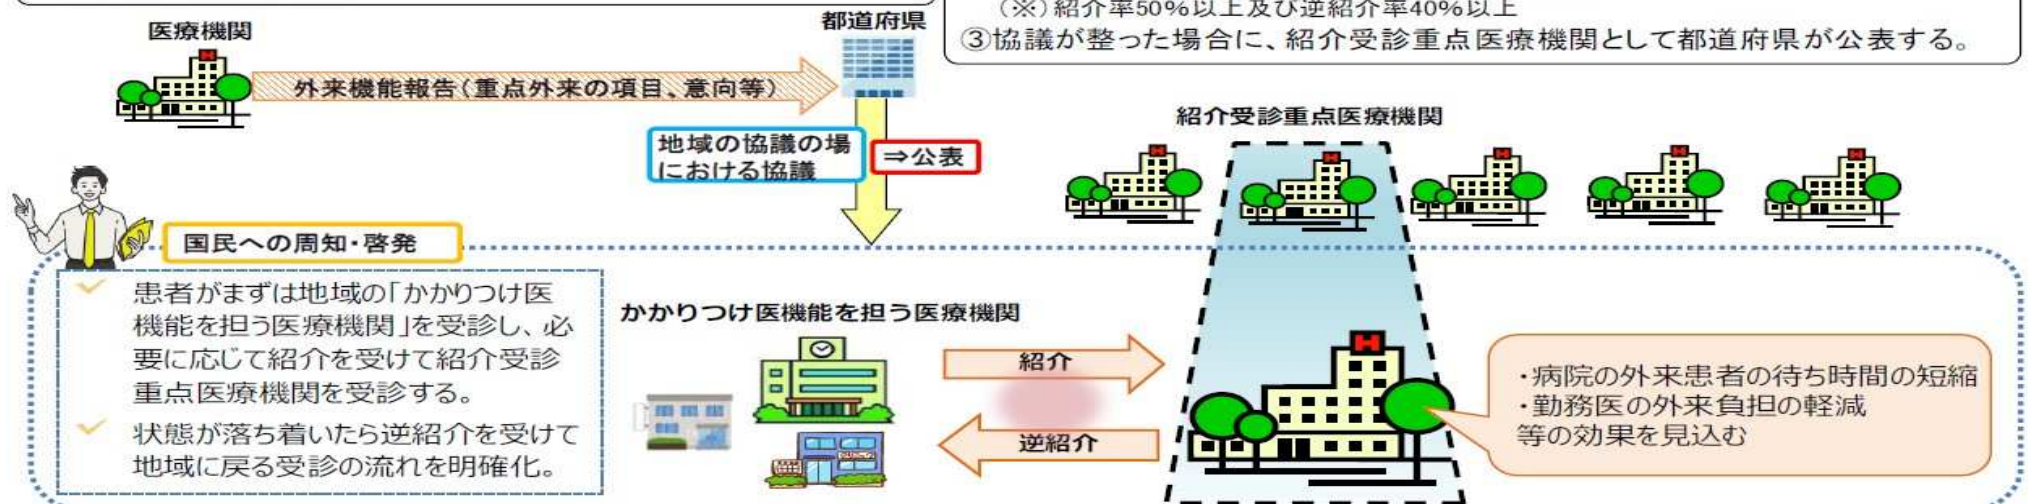 (※)紹介率50%以上及び逆紹介率40%以上
③協議が整った場合に、紹介受診重点医療機関として都道府県が公表する。
医療機関
都道府県
外来機能報告(重点外来の項目、意向等)
地域の協議の場
における協議
⇒公表
紹介受診重点医療機関
国民への周知・啓発
患者がまずは地域の「かかりつけ医
機能を担う医療機関」を受診し、必
要に応じて紹介を受けて紹介受診
重点医療機関を受診する。
状態が落ち着いたら逆紹介を受けて
地域に戻る受診の流れを明確化。
かかりつけ医機能を担う医療機関
紹介
逆紹介
・病院の外来患者の待ち時間の短縮
・勤務医の外来負担の軽減
等の効果を見込む